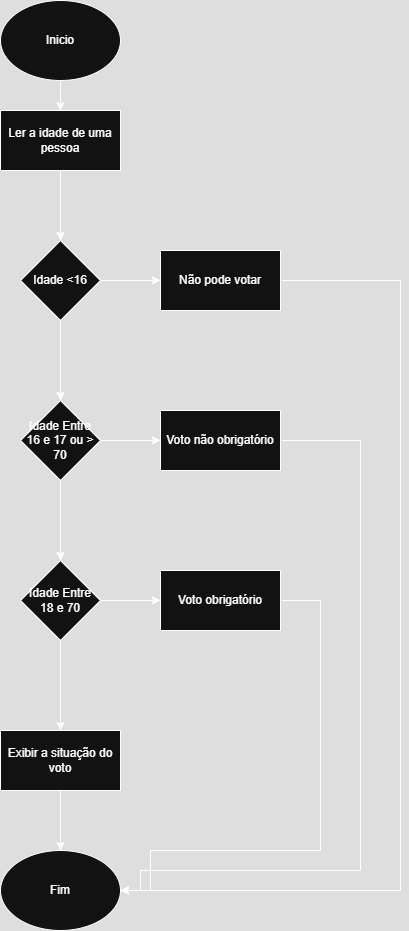 Inicio
Ler a idade de uma
pessoa
Idade <16
Não pode votar
Idade Entre
16 e 17 ou >
70
Voto não obrigatório
Idade Entre
18 e 70
Voto obrigatório
Exibir a situação do
voto
Fim